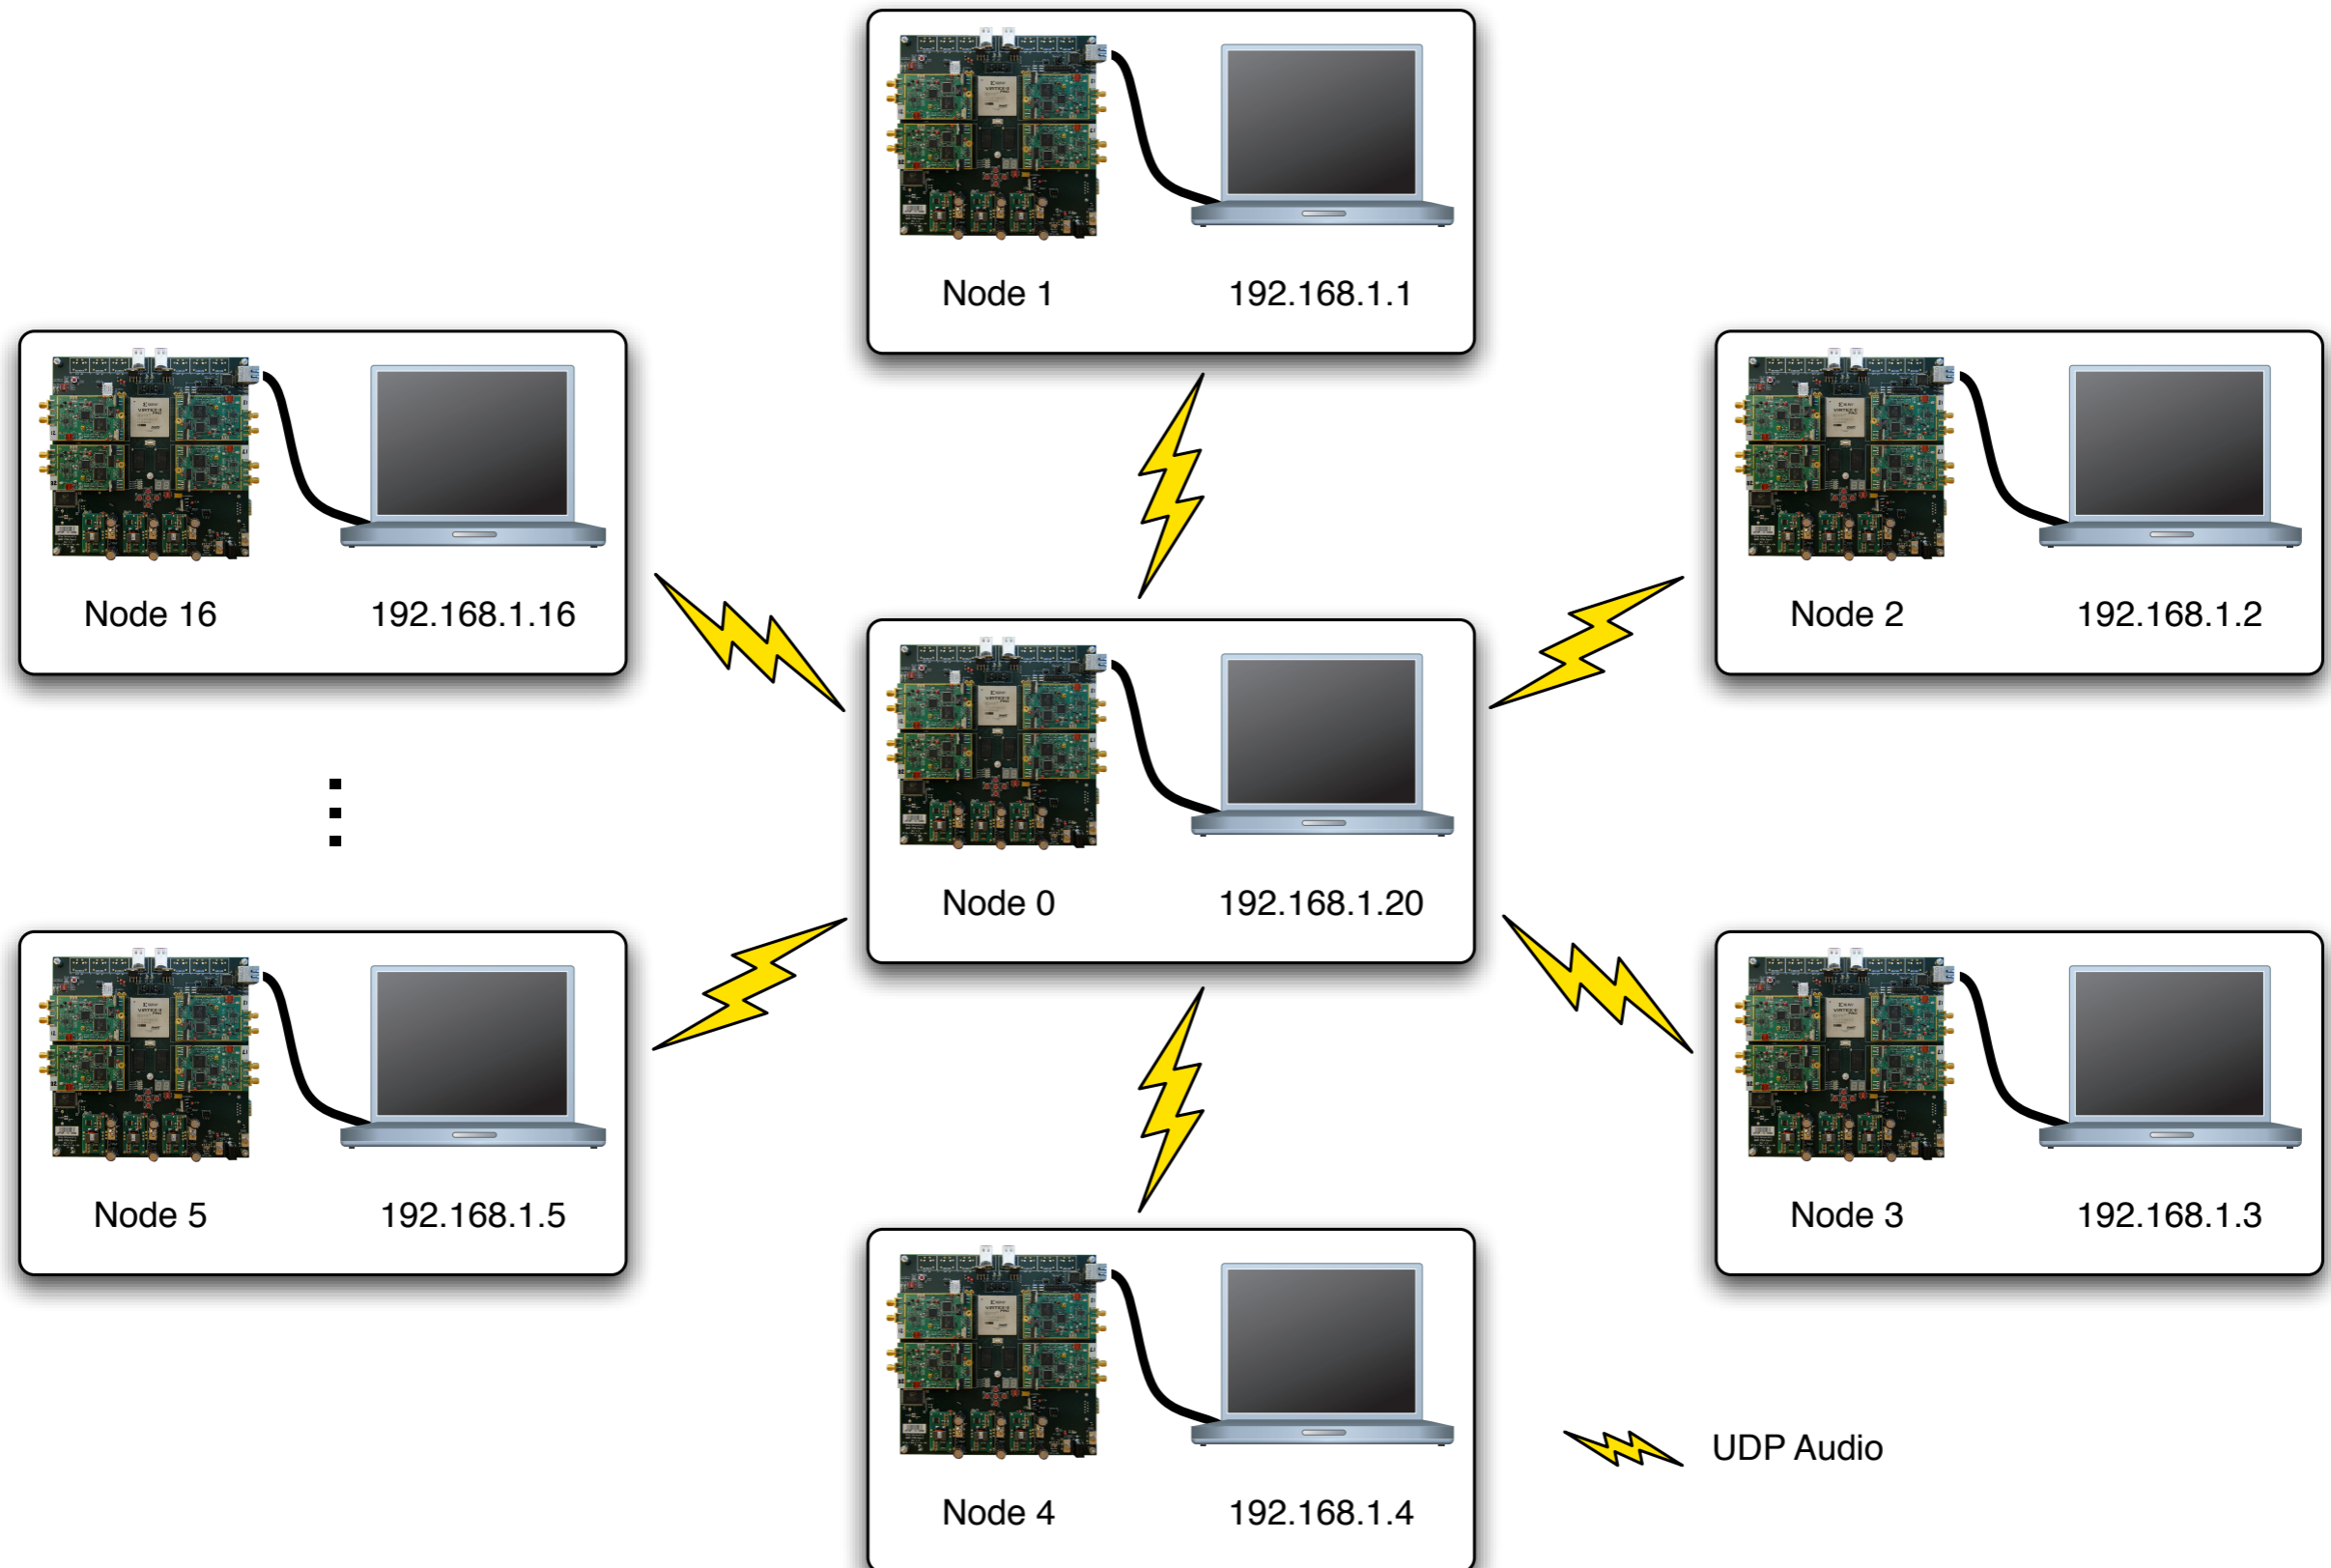 Node 1 192.168.1.1
Node 16 192.168.1.16
Node 2 192.168.1.2
Node 0 192.168.1.20
Node 5 192.168.1.5
Node 3 192.168.1.3
Node 4 192.168.1.4
UDP Audio